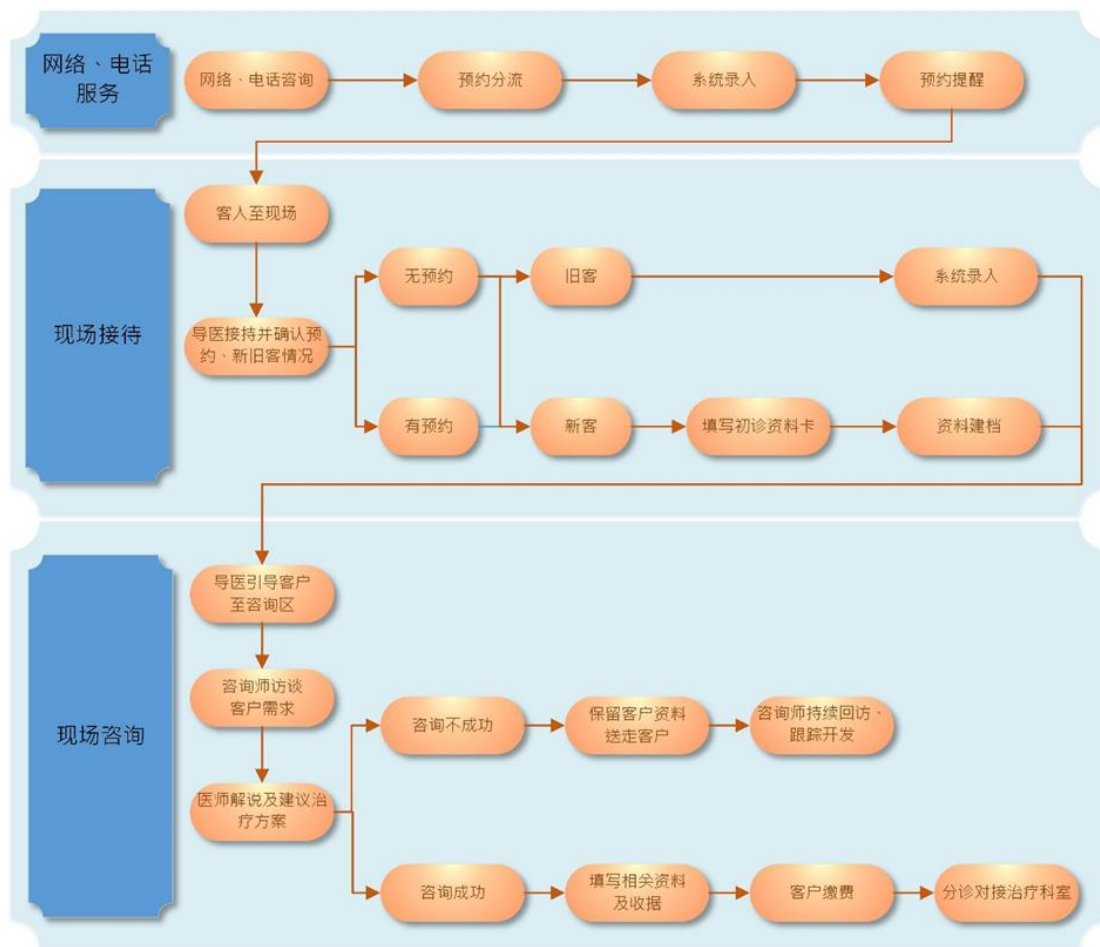 网络、电话
服务
网络、电话咨询
预约分流
系统录入
预约提醒
现场接待
客人至现场
导医接持并确认预
约、新旧客情况
无预约
旧客
系统录入
有预约
新客
填写初诊资料卡
资料建档
现场咨询
导医引导客户
至咨询区
咨询师访谈
客户需求
医师解说及建议治
疗方案
咨询不成功
保留客户资料
送走客户
咨询师持续回访、
跟踪开发
咨询成功
填写相关资料
及收据
客户缴费
分诊对接治疗科室